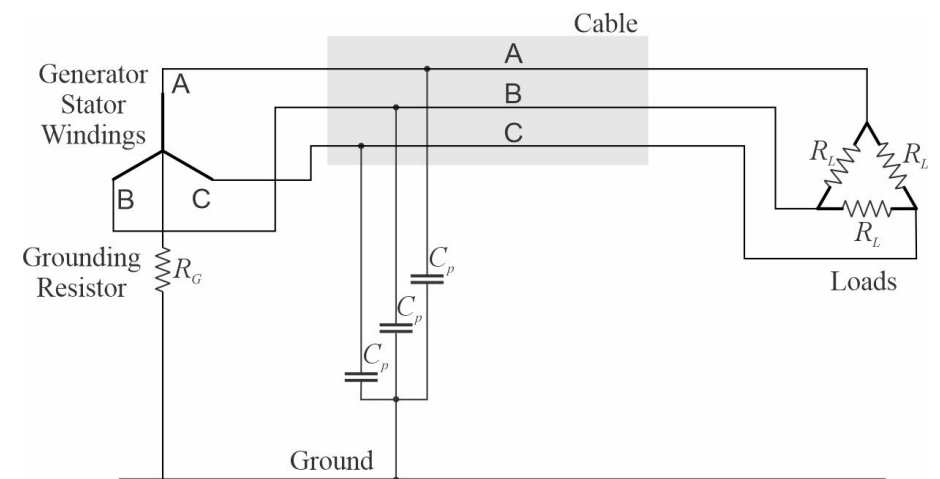 Cable
A
Generator
Stator
Windings
A
B
C
B
C
R_L
R_L
R_L
Grounding
Resistor
R_G
Loads
C_p
C_p
C_p
Ground